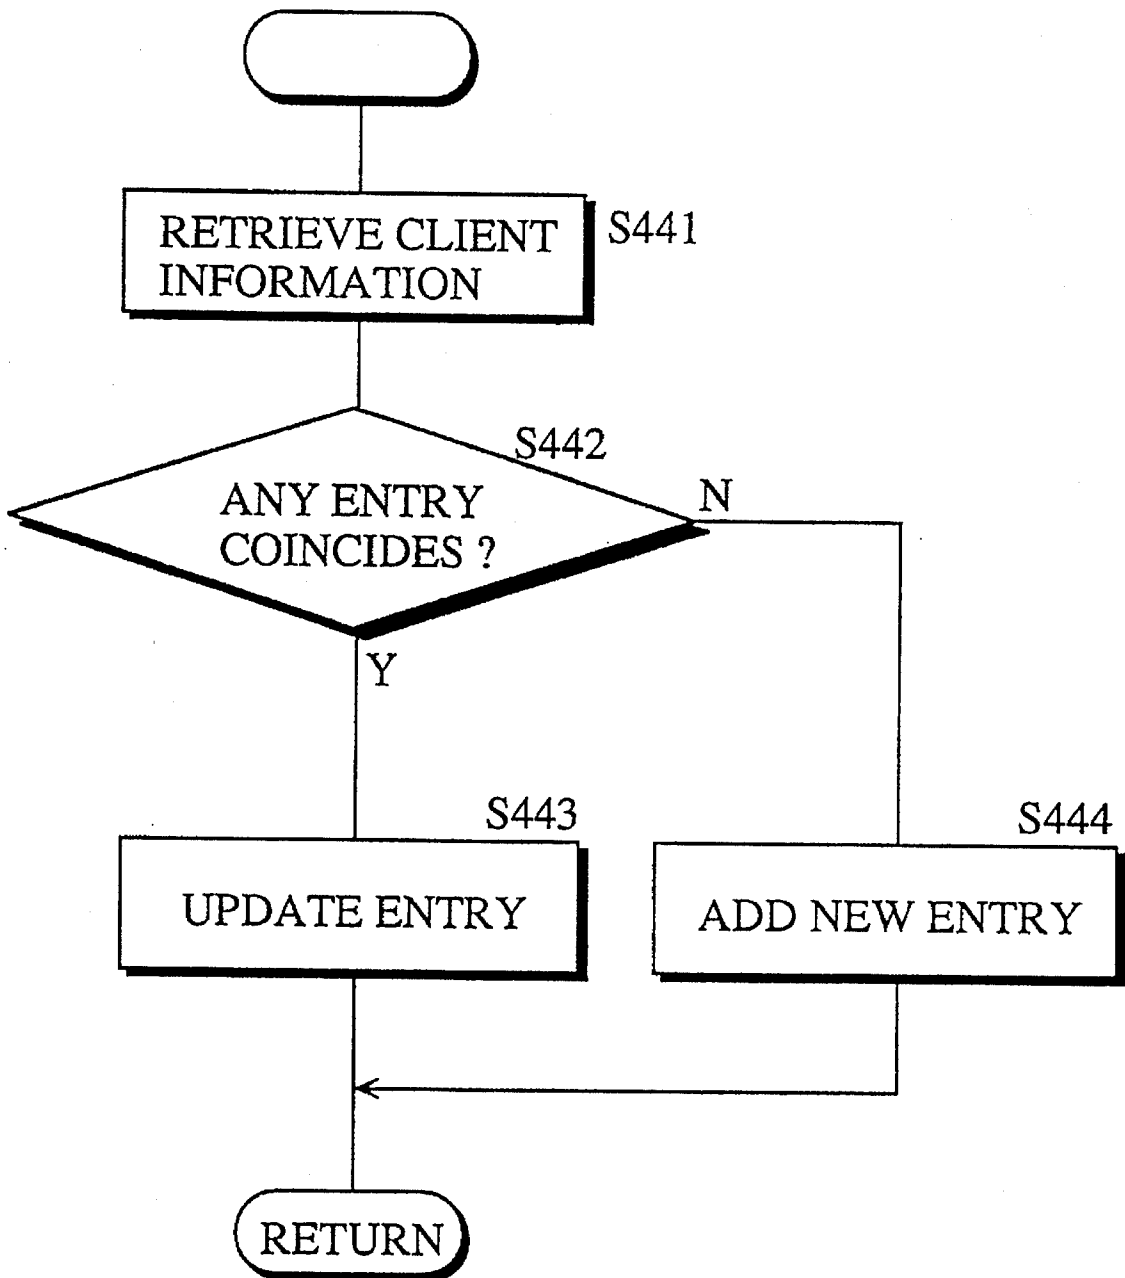 RETRIEVE CLIENT
INFORMATION
S441
S442
ANY ENTRY
COINCIDES ?
N
Y
S443
UPDATE ENTRY
S444
ADD NEW ENTRY
RETURN